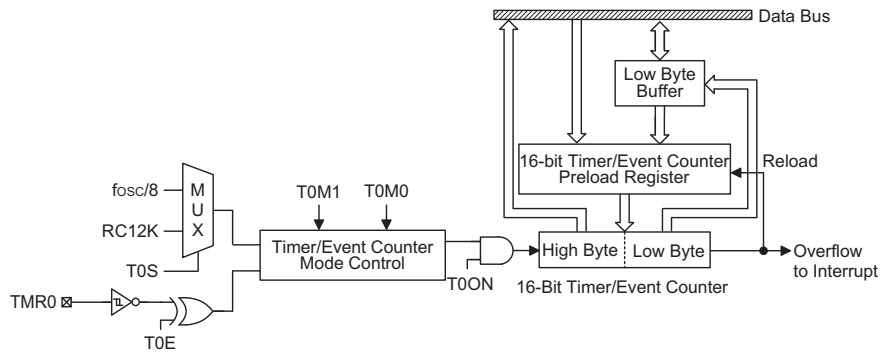 Data Bus
Low Byte
Buffer
16-bit Timer/Event Counter
Preload Register
Reload
fOSC/8
MUX
RC12K
T0S
T0M1
T0M0
Timer/Event Counter
Mode Control
TMR0
T0E
T0ON
High Byte
Low Byte
16-Bit Timer/Event Counter
Overflow
to Interrupt